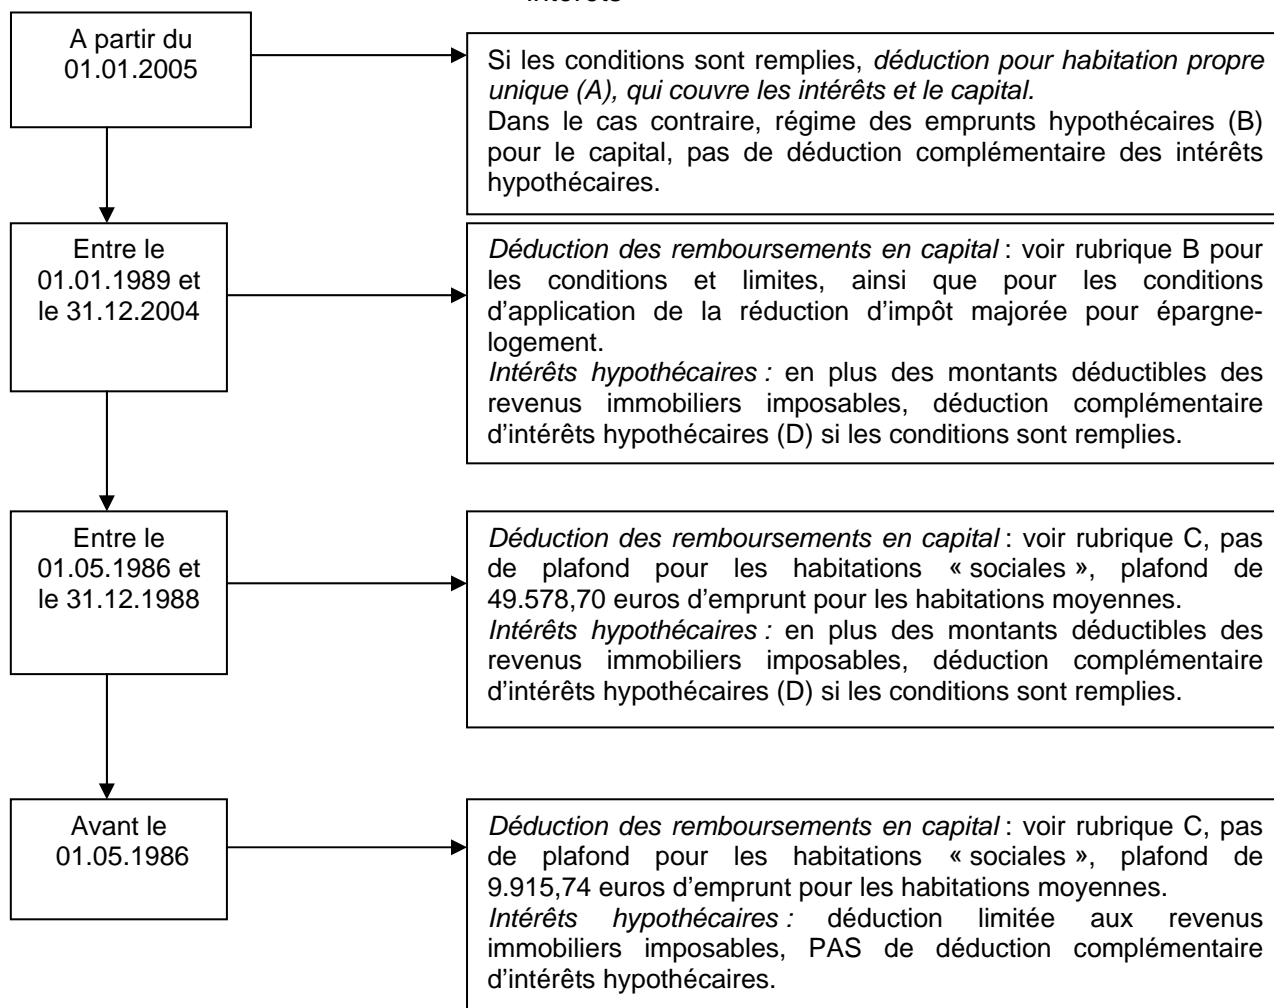 A partir du
01.01.2005
Si les conditions sont remplies, déduction pour habitation propre
unique (A), qui couvre les intérêts et le capital.
Dans le cas contraire, régime des emprunts hypothécaires (B)
pour le capital, pas de déduction complémentaire des intérêts
hypothécaires.
Entre le
01.01.1989 et
le 31.12.2004
Déduction des remboursements en capital : voir rubrique B pour
les conditions et limites, ainsi que pour les conditions
d’application de la réduction d’impôt majorée pour épargne-
logement.
Intérêts hypothécaires : en plus des montants déductibles des
revenus immobiliers imposables, déduction complémentaire
d’intérêts hypothécaires (D) si les conditions sont remplies.
Entre le
01.05.1986 et
le 31.12.1988
Déduction des remboursements en capital : voir rubrique C, pas
de plafond pour les habitations « sociales », plafond de
49.578,70 euros d’emprunt pour les habitations moyennes.
Intérêts hypothécaires : en plus des montants déductibles des
revenus immobiliers imposables, déduction complémentaire
d’intérêts hypothécaires (D) si les conditions sont remplies.
Avant le
01.05.1986
Déduction des remboursements en capital : voir rubrique C, pas
de plafond pour les habitations « sociales », plafond de
9.915,74 euros d’emprunt pour les habitations moyennes.
Intérêts hypothécaires : déduction limitée aux revenus
immobiliers imposables, PAS de déduction complémentaire
d’intérêts hypothécaires.